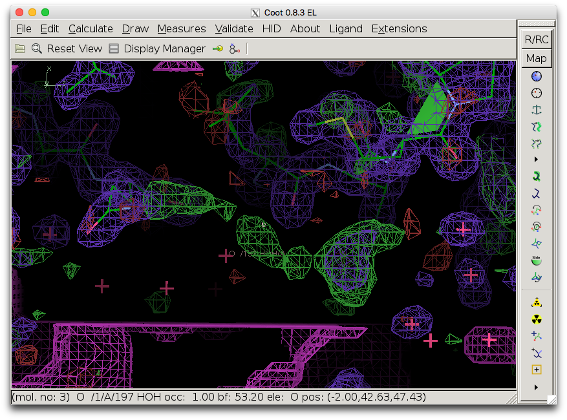 Coot 0.8.3 EL
File Edit Calculate Draw Measures Validate HID About Ligand Extensions
R/RC
Reset View Display Manager
Map
(mol. no: 3) O /1/A/197 HOH occ: 1.00 bf: 53.20 ele: O pos: (-2.00,42.63,47.43)